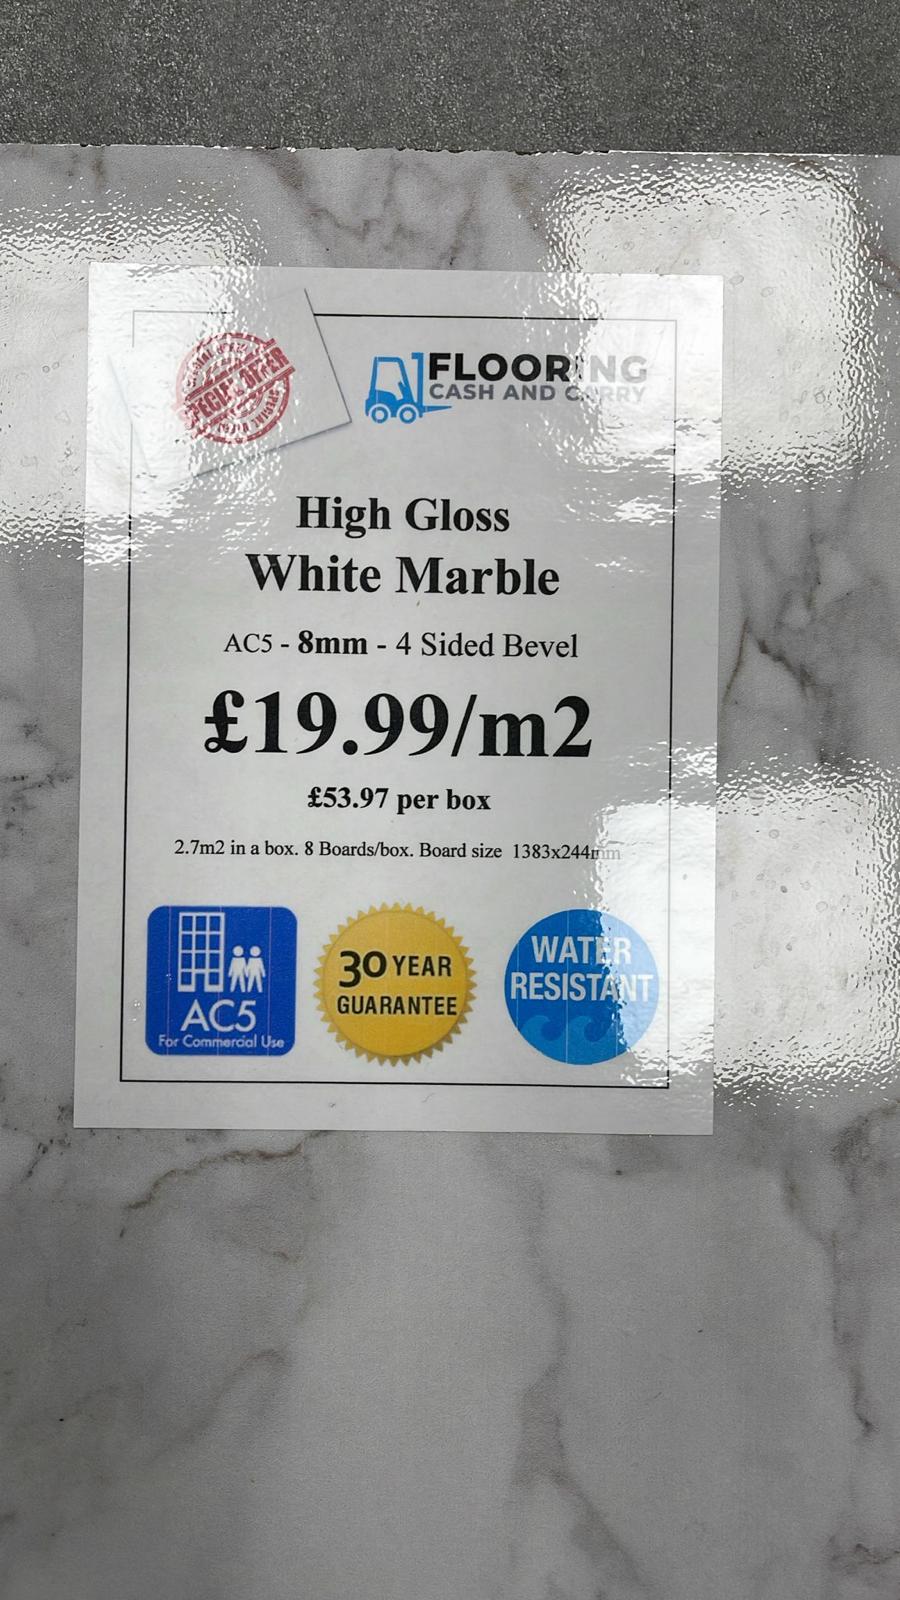 SPECIAL OFFER
FLOORING
CASH AND CARRY
High Gloss
White Marble
AC5 - 8mm - 4 Sided Bevel
£19.99/m2
£53.97 per box
2.7m2 in a box. 8 Boards/box. Board size 1383x244mm
AC5
For Commercial Use
30 YEAR
GUARANTEE
WATER
RESISTANT